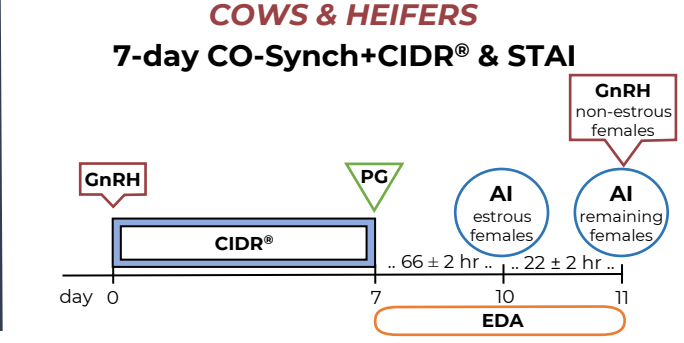 COWS & HEIFERS
7-day CO-Synch+CIDR® & STAI
GnRH
non-estrous
females
GnRH
PG
AI
estrous
females
AI
remaining
females
CIDR®
.. 66 ± 2 hr ..
.. 22 ± 2 hr ..
day 0 7 10 11
EDA